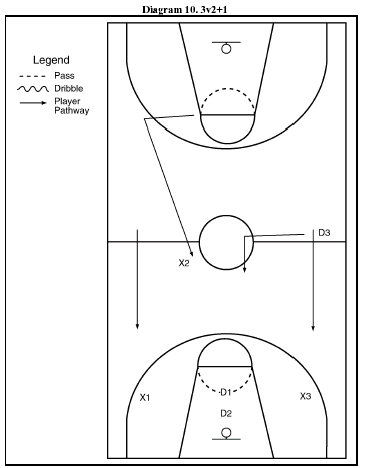 Diagram 10. 3v2+1
Legend
Pass
Dribble
Player
Pathway
D3
X2
X1
D1
X3
D2